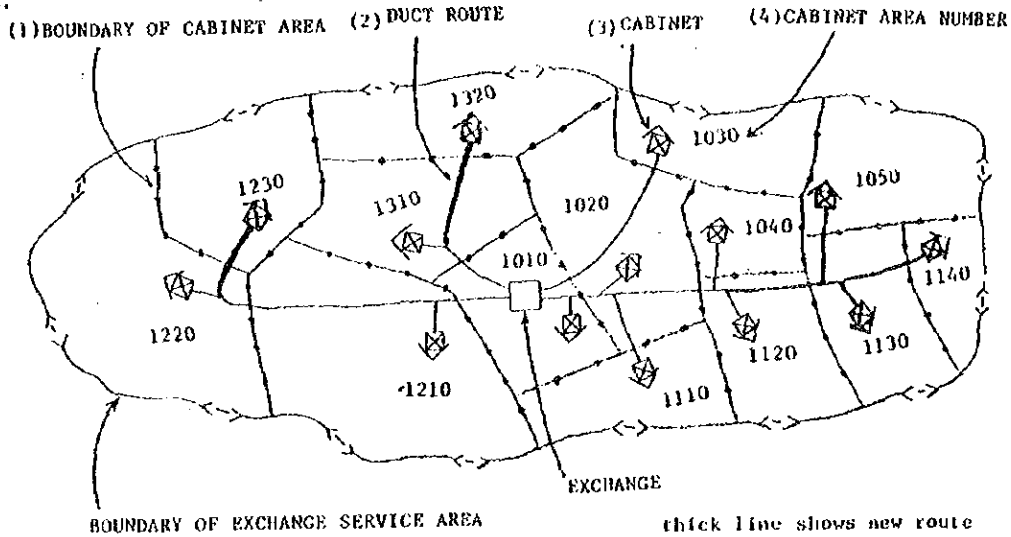 (1)BOUNDARY OF CABINET AREA
(2) DUCT ROUTE
(3)CABINET
(4)CABINET AREA NUMBER
1320
1030
1230
1050
1310
1020
1040
1010
1140
1220
1120
1130
1210
1110
EXCHANGE
BOUNDARY OF EXCHANGE SERVICE AREA
thick line shows new route